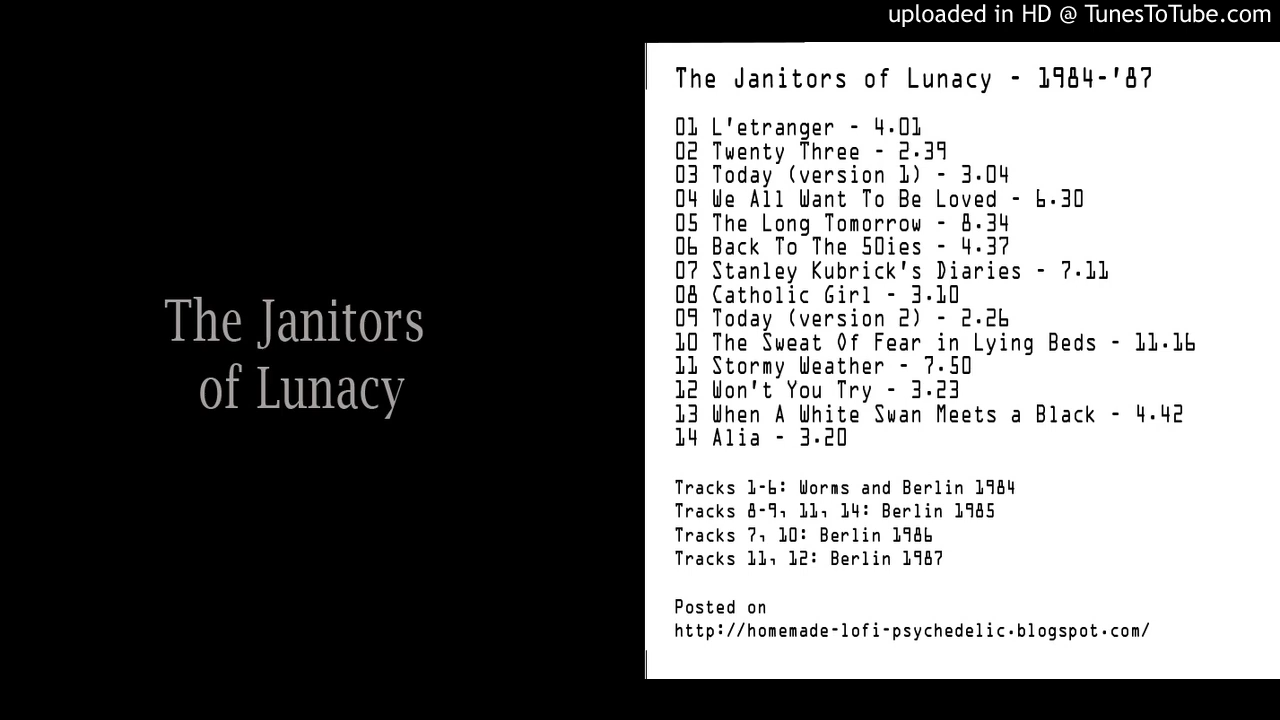 uploaded in HD @ TunesToTube.com
The Janitors
of Lunacy
The Janitors of Lunacy - 1984-'87
01 L'etranger - 4.01
02 Twenty Three - 2.39
03 Today (version 1) - 3.04
04 We All Want To Be Loved - 6.30
05 The Long Tomorrow - 8.34
06 Back To The 50ies - 4.37
07 Stanley Kubrick's Diaries - 7.11
08 Catholic Girl - 3.10
09 Today (version 2) - 2.26
10 The Sweat Of Fear in Lying Beds - 11.16
11 Stormy Weather - 7.50
12 Won't You Try - 3.23
13 When A White Swan Meets a Black - 4.42
14 Alia - 3.20
Tracks 1-6: Worms and Berlin 1984
Tracks 8-9, 11, 14: Berlin 1985
Tracks 7, 10: Berlin 1986
Tracks 11, 12: Berlin 1987
Posted on
http://homemade-lofi-psychedelic.blogspot.com/